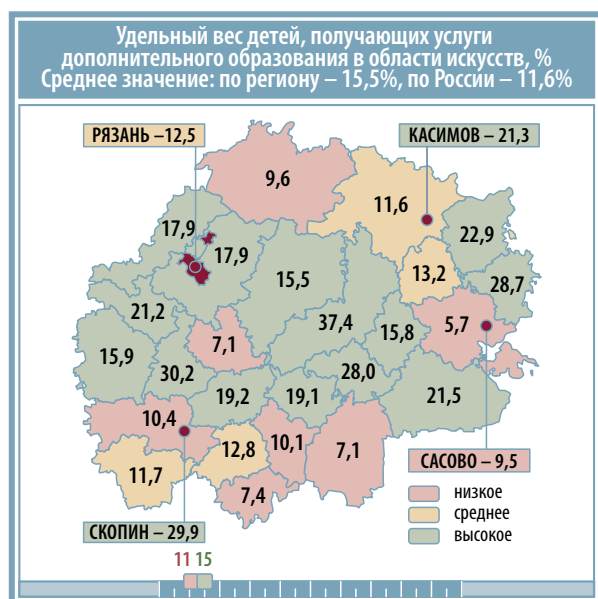 Удельный вес детей, получающих услуги
дополнительного образования в области искусств, %
Среднее значение: по региону – 15,5%, по России – 11,6%
РЯЗАНЬ –12,5
КАСИМОВ – 21,3
9,6
11,6
17,9
17,9
22,9
15,5
13,2
28,7
21,2
37,4
5,7
15,9
7,1
15,8
30,2
28,0
19,2
19,1
21,5
10,4
12,8
10,1
7,1
11,7
7,4
САСОВО – 9,5
низкое
среднее
высокое
СКОПИН – 29,9
11 15